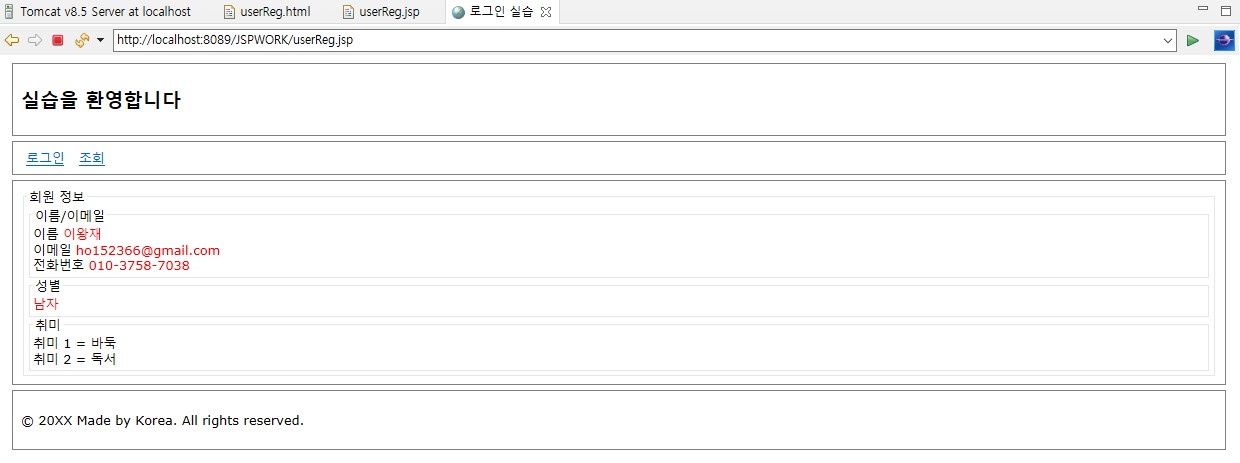 Tomcat v8.5 Server at localhost userReg.html userReg.jsp 로그인 실습
http://localhost:8089/JSPWORK/userReg.jsp
실습을 환영합니다
로그인 조회
회원 정보
이름/이메일
이름 이왕재
이메일 ho152366@gmail.com
전화번호 010-3758-7038
성별
남자
취미
취미 1 = 바둑
취미 2 = 독서
© 20XX Made by Korea. All rights reserved.